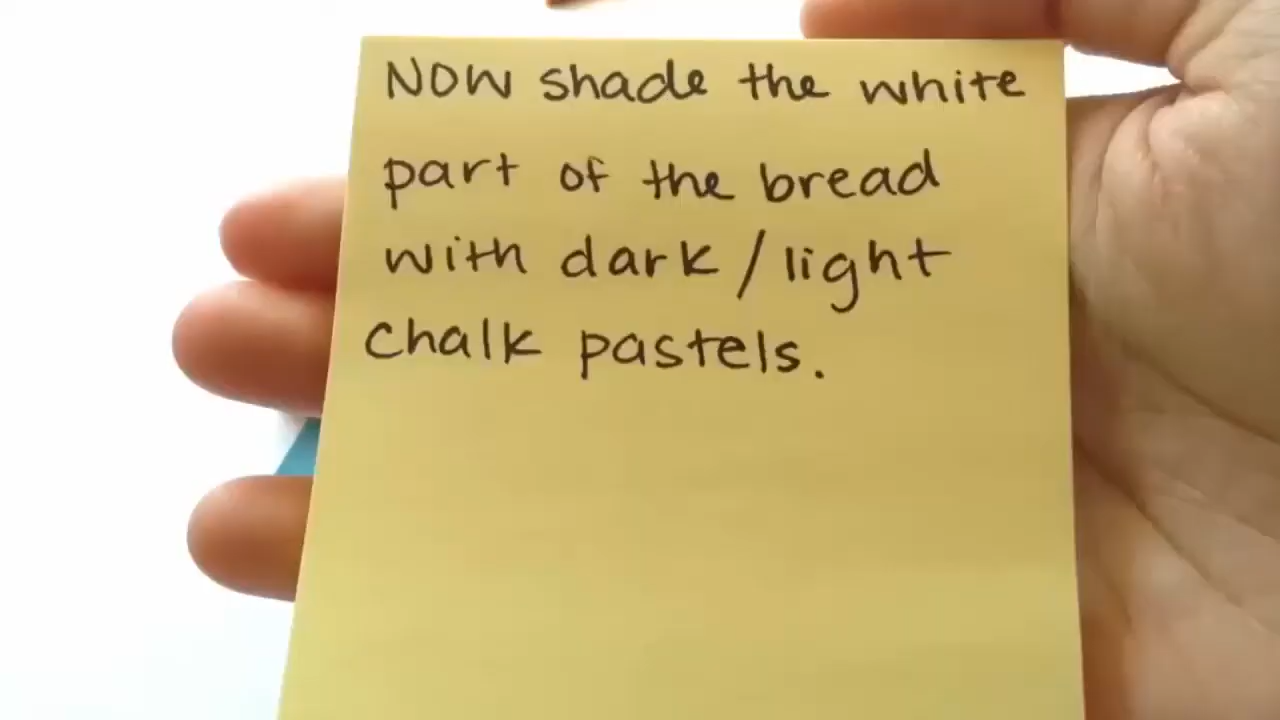 Now shade the white
part of the bread
with dark/light
chalk pastels.